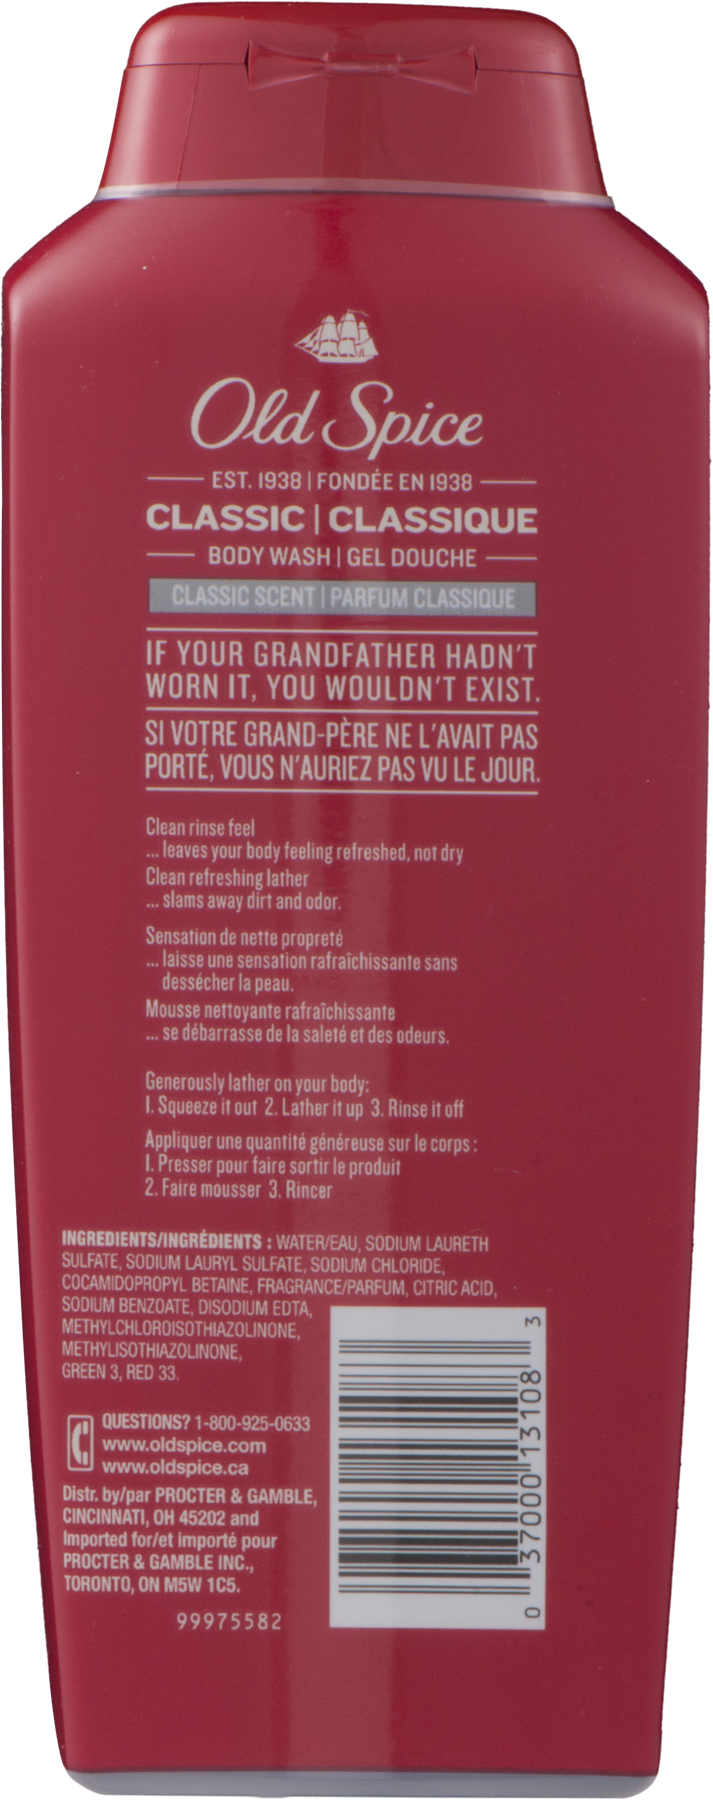 Old Spice
EST. 1938 | FONDÉE EN 1938
CLASSIC | CLASSIQUE
BODY WASH | GEL DOUCHE
CLASSIC SCENT | PARFUM CLASSIQUE
IF YOUR GRANDFATHER HADN'T
WORN IT, YOU WOULDN'T EXIST.
SI VOTRE GRAND-PÈRE NE L'AVAIT PAS
PORTÉ, VOUS N'AURIEZ PAS VU LE JOUR.
Clean rinse feel
... leaves your body feeling refreshed, not dry
Clean refreshing lather
... slams away dirt and odor.
Sensation de nette propreté
... laisse une sensation rafraîchissante sans
dessécher la peau.
Mousse nettoyante rafraîchissante
... se débarrasse de la saleté et des odeurs.
Generously lather on your body:
1. Squeeze it out 2. Lather it up 3. Rinse it off
Appliquer une quantité généreuse sur le corps :
1. Presser pour faire sortir le produit
2. Faire mousser 3. Rincer
INGREDIENTS/INGRÉDIENTS : WATER/EAU, SODIUM LAURETH
SULFATE, SODIUM LAURYL SULFATE, SODIUM CHLORIDE,
COCAMIDOPROPYL BETAINE, FRAGRANCE/PARFUM, CITRIC ACID,
SODIUM BENZOATE, DISODIUM EDTA,
METHYLCHLOROISOTHIAZOLINONE,
METHYLISOTHIAZOLINONE,
GREEN 3, RED 33.
QUESTIONS? 1-800-925-0633
www.oldspice.com
www.oldspice.ca
Distr. by/par PROCTER & GAMBLE,
CINCINNATI, OH 45202 and
Imported for/et importé pour
PROCTER & GAMBLE INC.,
TORONTO, ON M5W 1C5.
99975582
0 37000 13108 3